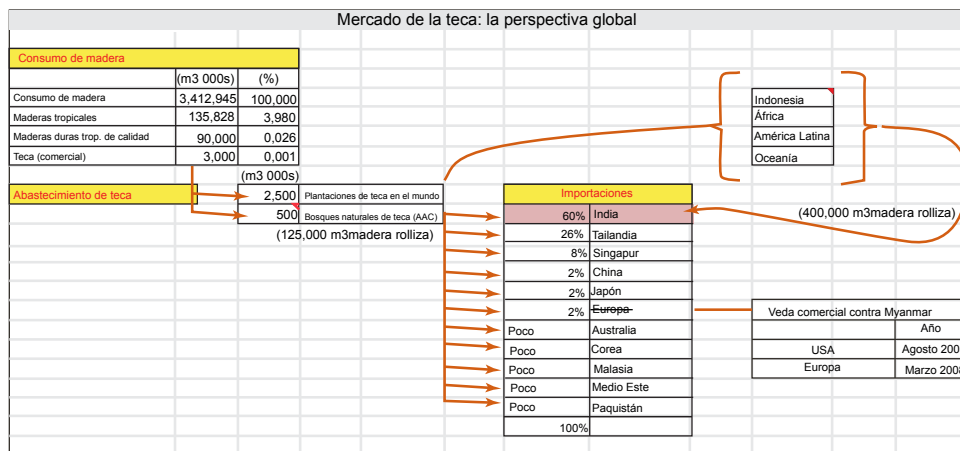 Mercado de la teca: la perspectiva global
Consumo de madera
(m3 000s) (%)
Consumo de madera 3,412,945 100,000
Maderas tropicales 135,828 3,980
Maderas duras trop. de calidad 90,000 0,026
Teca (comercial) 3,000 0,001
(m3 000s)
Abastecimiento de teca 2,500 Plantaciones de teca en el mundo
500 Bosques naturales de teca (AAC)
(125,000 m3madera rolliza)
Indonesia
África
América Latina
Oceanía
(400,000 m3madera rolliza)
Importaciones
60% India
26% Tailandia
8% Singapur
2% China
2% Japón
2% Europa
Poco Australia
Poco Corea
Poco Malasia
Poco Medio Este
Poco Paquistán
100%
Veda comercial contra Myanmar
Año
USA Agosto 200
Europa Marzo 2008